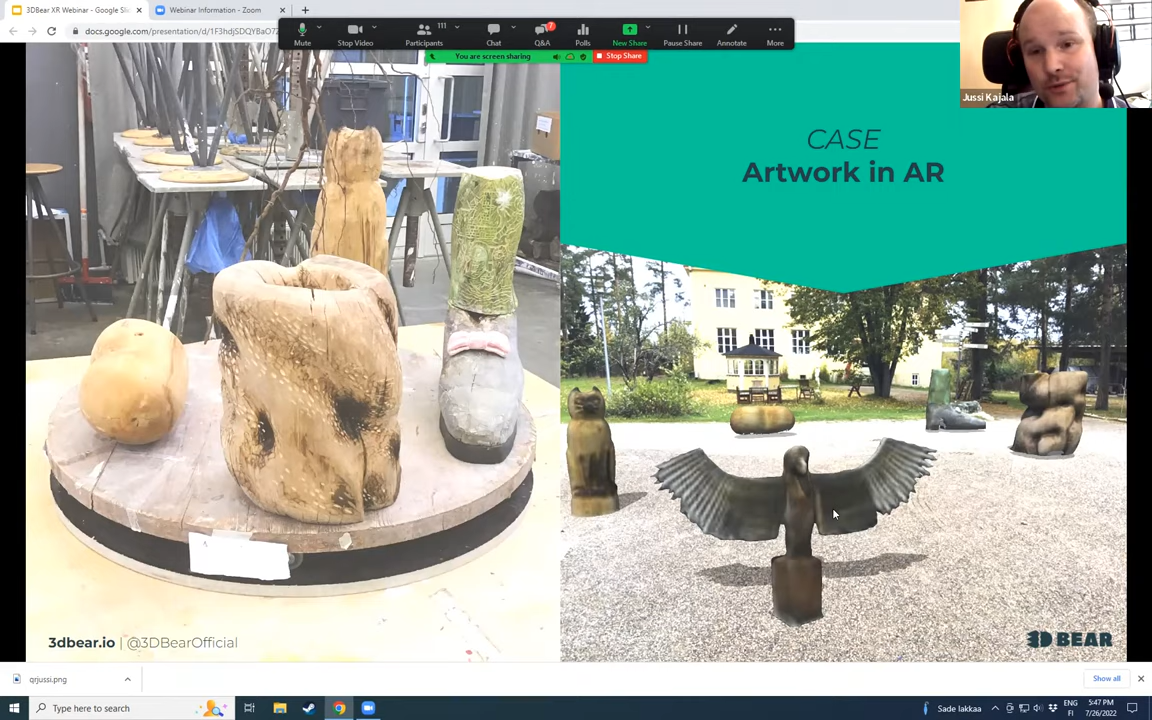 3DBear XR Webinar - Google Sli
Webinar Information - Zoom
docs.google.com/presentation/d/1F3hdjSDQYBaO7
Mute
Stop Video
111
Participants
Chat
7
Q&A
Polls
New Share
Pause Share
Annotate
More
You are screen sharing
Stop Share
Jussi Kajala
CASE
Artwork in AR
3dbear.io | @3DBearOfficial
3D BEAR
qrjussi.png
Show all
Type here to search
Sade lakkaa
ENG
FI
5:47 PM
7/26/2022